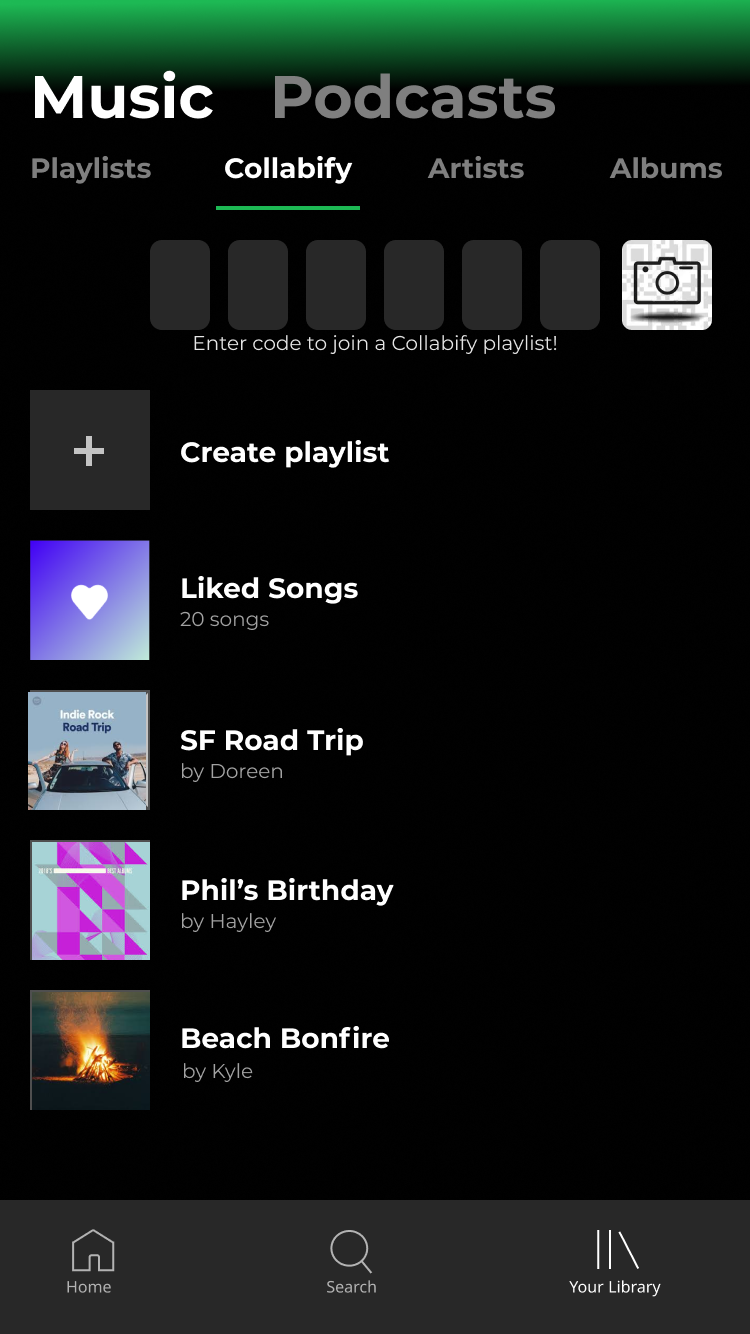 Music Podcasts
Playlists Collabify Artists Albums
Enter code to join a Collabify playlist!
Create playlist
Liked Songs
20 songs
Indie Rock
Road Trip
SF Road Trip
by Doreen
BEST ALBUMS
Phil’s Birthday
by Hayley
Beach Bonfire
by Kyle
Home Search Your Library